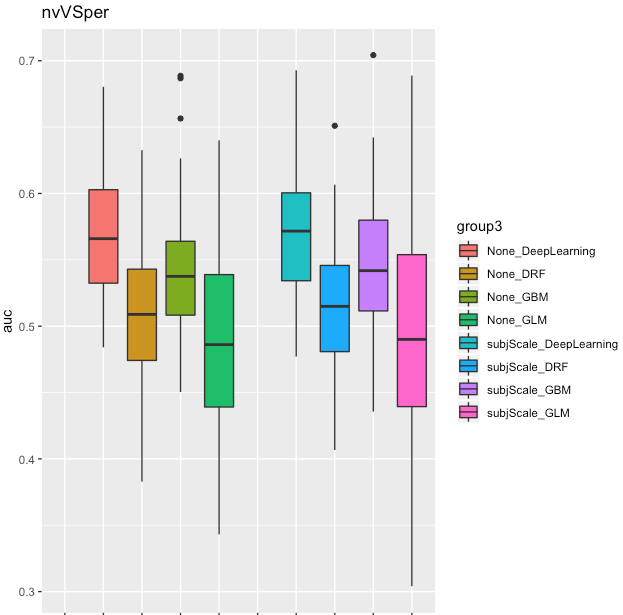 nvVSper
0.7
0.6
0.5
0.4
0.3
auc
group3
None_DeepLearning
None_DRF
None_GBM
None_GLM
subjScale_DeepLearning
subjScale_DRF
subjScale_GBM
subjScale_GLM